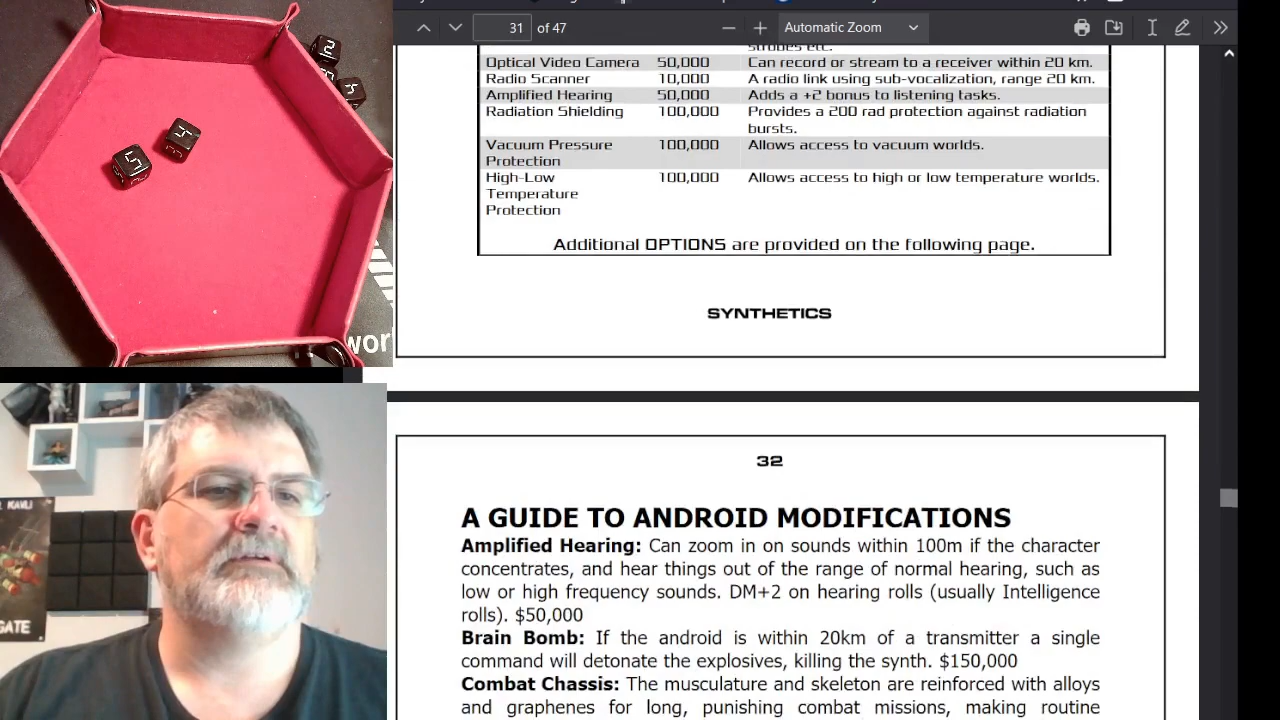 31 of 47
Automatic Zoom
strobes etc.
Optical Video Camera 50,000 Can record or stream to a receiver within 20 km.
Radio Scanner 10,000 A radio link using sub-vocalization, range 20 km.
Amplified Hearing 50,000 Adds a +2 bonus to listening tasks.
Radiation Shielding 100,000 Provides a 200 rad protection against radiation
bursts.
Vacuum Pressure 100,000 Allows access to vacuum worlds.
Protection
High-Low 100,000 Allows access to high or low temperature worlds.
Temperature
Protection
Additional OPTIONS are provided on the following page.
SYNTHETICS
32
A GUIDE TO ANDROID MODIFICATIONS
Amplified Hearing: Can zoom in on sounds within 100m if the character
concentrates, and hear things out of the range of normal hearing, such as
low or high frequency sounds. DM+2 on hearing rolls (usually Intelligence
rolls). $50,000
Brain Bomb: If the android is within 20km of a transmitter a single
command will detonate the explosives, killing the synth. $150,000
Combat Chassis: The musculature and skeleton are reinforced with alloys
and graphenes for long, punishing combat missions, making routine
5
4
2
wor
GATE